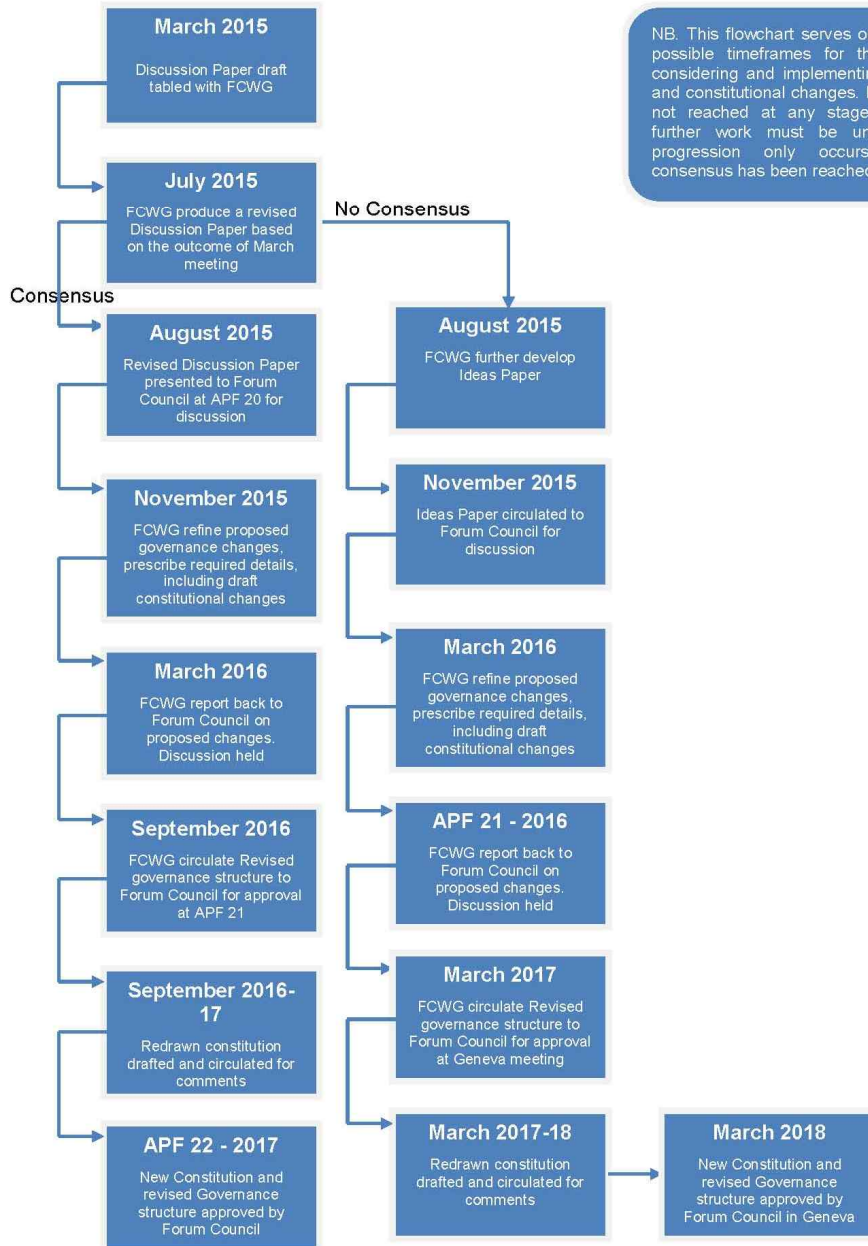 March 2015
Discussion Paper draft
tabled with FCWG
NB. This flowchart serves
possible timeframes for
considering and
and constitutional changes.
not reached at any stage
further work must be
progression only occurs
consensus has been reached
July 2015
FCWG produce a revised
Discussion Paper based
on the outcome of March
meeting
No Consensus
Consensus
August 2015
Revised Discussion Paper
presented to Forum
Council at APF 20 for
discussion
November 2015
FCWG refine proposed
governance changes,
prescribe required details,
including draft
constitutional changes
March 2016
FCWG report back to
Forum Council on
proposed changes.
Discussion held
September 2016
FCWG circulate Revised
governance structure to
Forum Council for approval
at APF 21
September 2016-
17
Redrawn constitution
drafted and circulated for
comments
APF 22 - 2017
New Constitution and
revised Governance
structure approved by
Forum Council
August 2015
FCWG further develop
Ideas Paper
November 2015
Ideas Paper circulated to
Forum Council for
discussion
March 2016
FCWG refine proposed
governance changes,
prescribe required details,
including draft
constitutional changes
APF 21 - 2016
FCWG report back to
Forum Council on
proposed changes.
Discussion held
March 2017
FCWG circulate Revised
governance structure to
Forum Council for approval
at Geneva meeting
March 2017-18
Redrawn constitution
drafted and circulated for
comments
March 2018
New Constitution and
revised Governance
structure approved by
Forum Council in Geneva